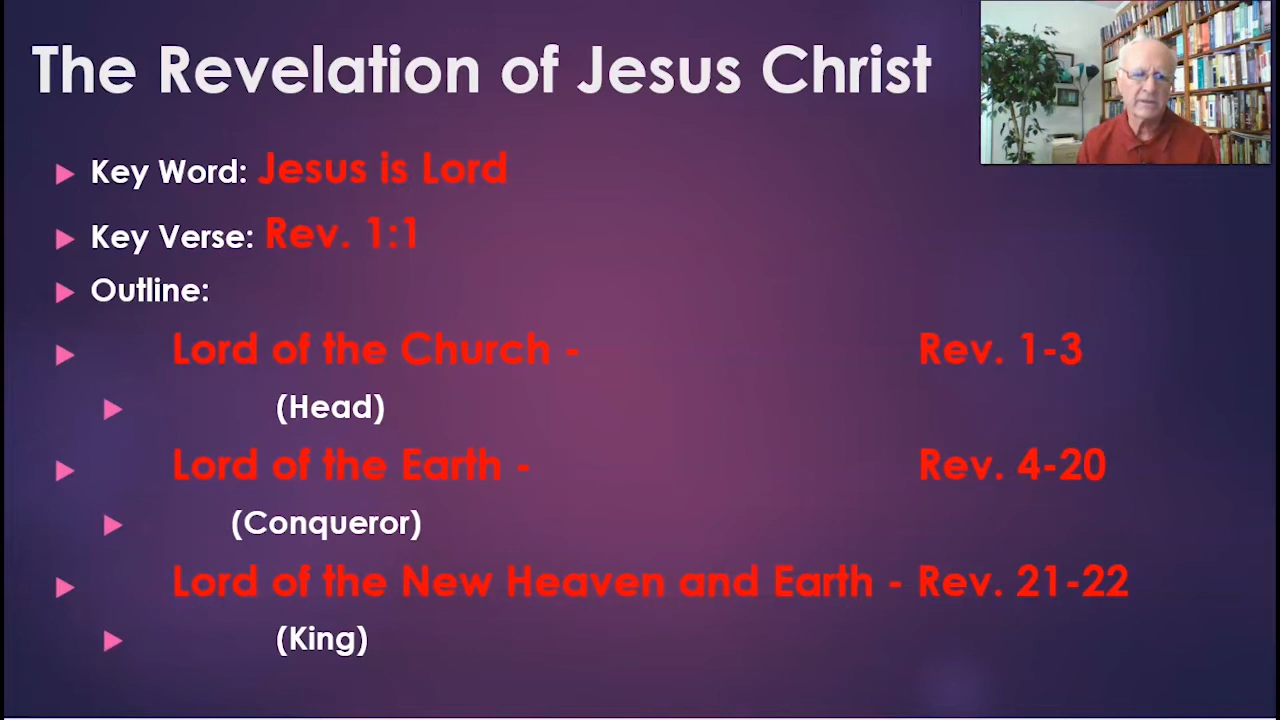 The Revelation of Jesus Christ
Key Word: Jesus is Lord
Key Verse: Rev. 1:1
Outline:
Lord of the Church - Rev. 1-3
(Head)
Lord of the Earth - Rev. 4-20
(Conqueror)
Lord of the New Heaven and Earth - Rev. 21-22
(King)